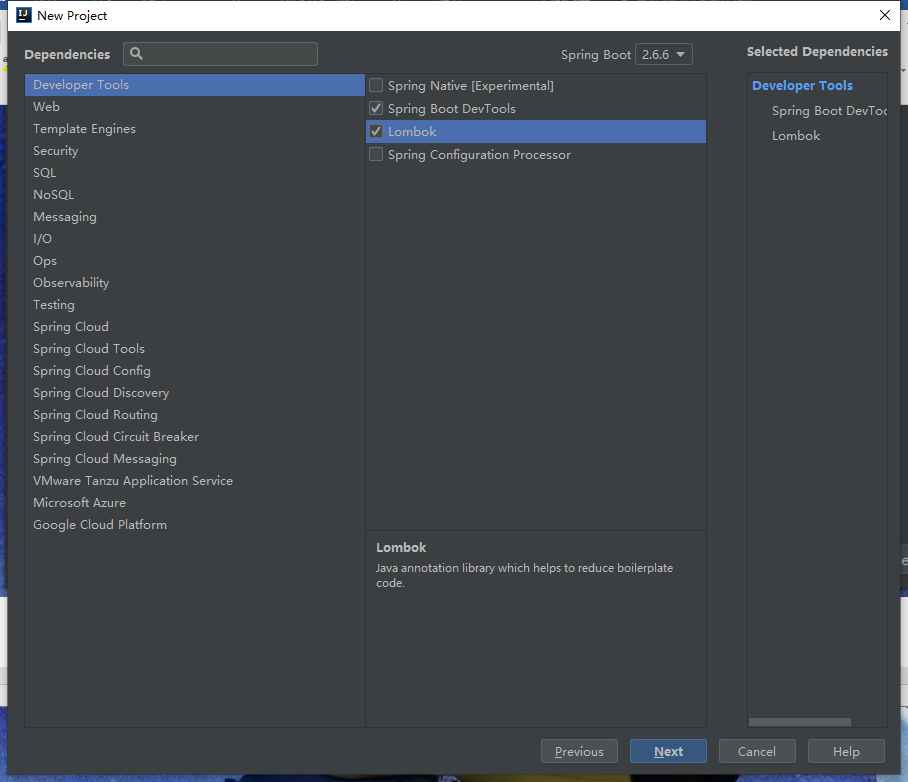 New Project
Dependencies
Spring Boot 2.6.6
Selected Dependencies
Developer Tools
Web
Template Engines
Security
SQL
NoSQL
Messaging
I/O
Ops
Observability
Testing
Spring Cloud
Spring Cloud Tools
Spring Cloud Config
Spring Cloud Discovery
Spring Cloud Routing
Spring Cloud Circuit Breaker
Spring Cloud Messaging
VMware Tanzu Application Service
Microsoft Azure
Google Cloud Platform
Spring Native [Experimental]
Spring Boot DevTools
Lombok
Spring Configuration Processor
Lombok
Java annotation library which helps to reduce boilerplate
code.
Developer Tools
Spring Boot DevToo
Lombok
Previous
Next
Cancel
Help